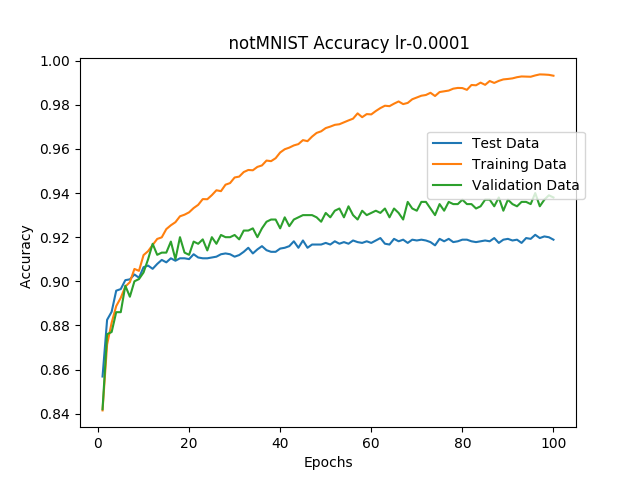 notMNIST Accuracy lr-0.0001
1.00
0.98
0.96
0.94
0.92
0.90
0.88
0.86
0.84
Accuracy
Test Data
Training Data
Validation Data
0 20 40 60 80 100
Epochs